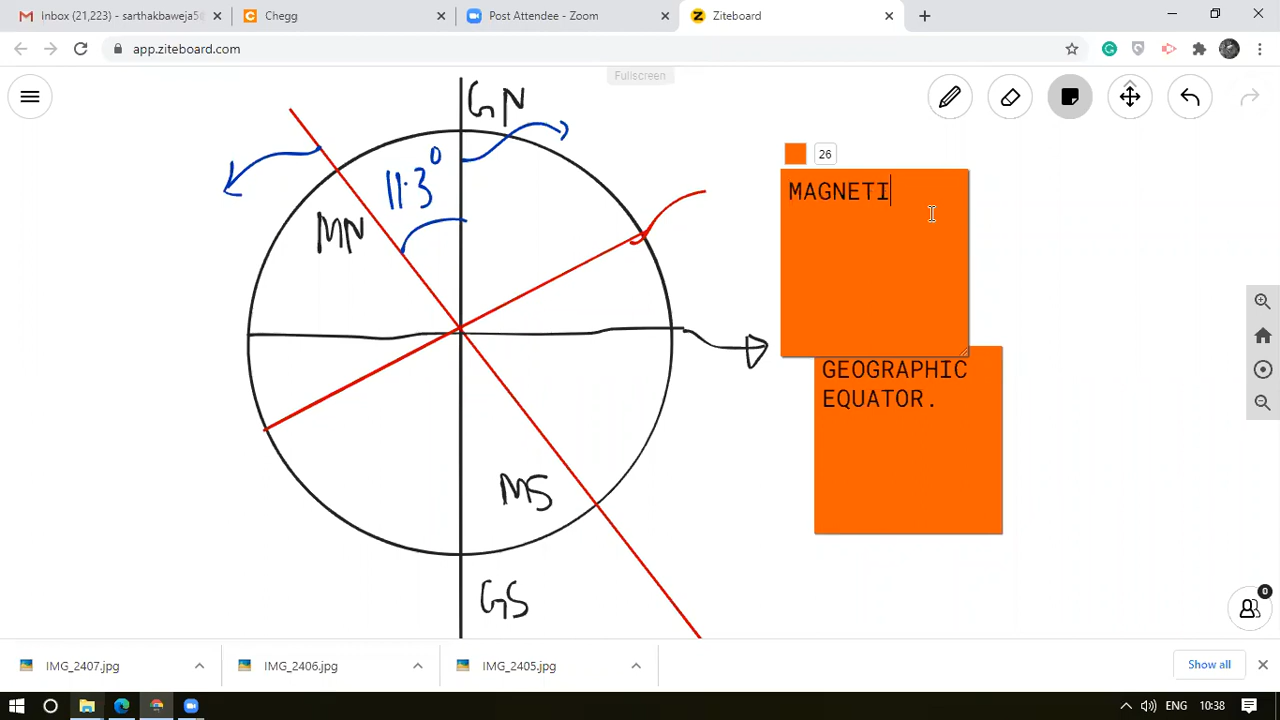 Inbox (21,223) - sarthakbaweja5
Chegg
Post Attendee - Zoom
Ziteboard
app.ziteboard.com
Fullscreen
GN
11.3°
MN
MS
GS
26
MAGNETI
GEOGRAPHIC
EQUATOR.
0
IMG_2407.jpg
IMG_2406.jpg
IMG_2405.jpg
Show all
ENG
10:38